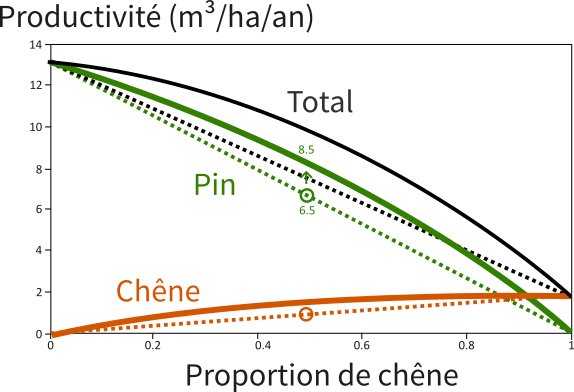 Productivité (m³/ha/an)
14
12
10
8
6
4
2
0
Total
8.5
Pin
6.5
Chêne
0 0.2 0.4 0.6 0.8 1
Proportion de chêne